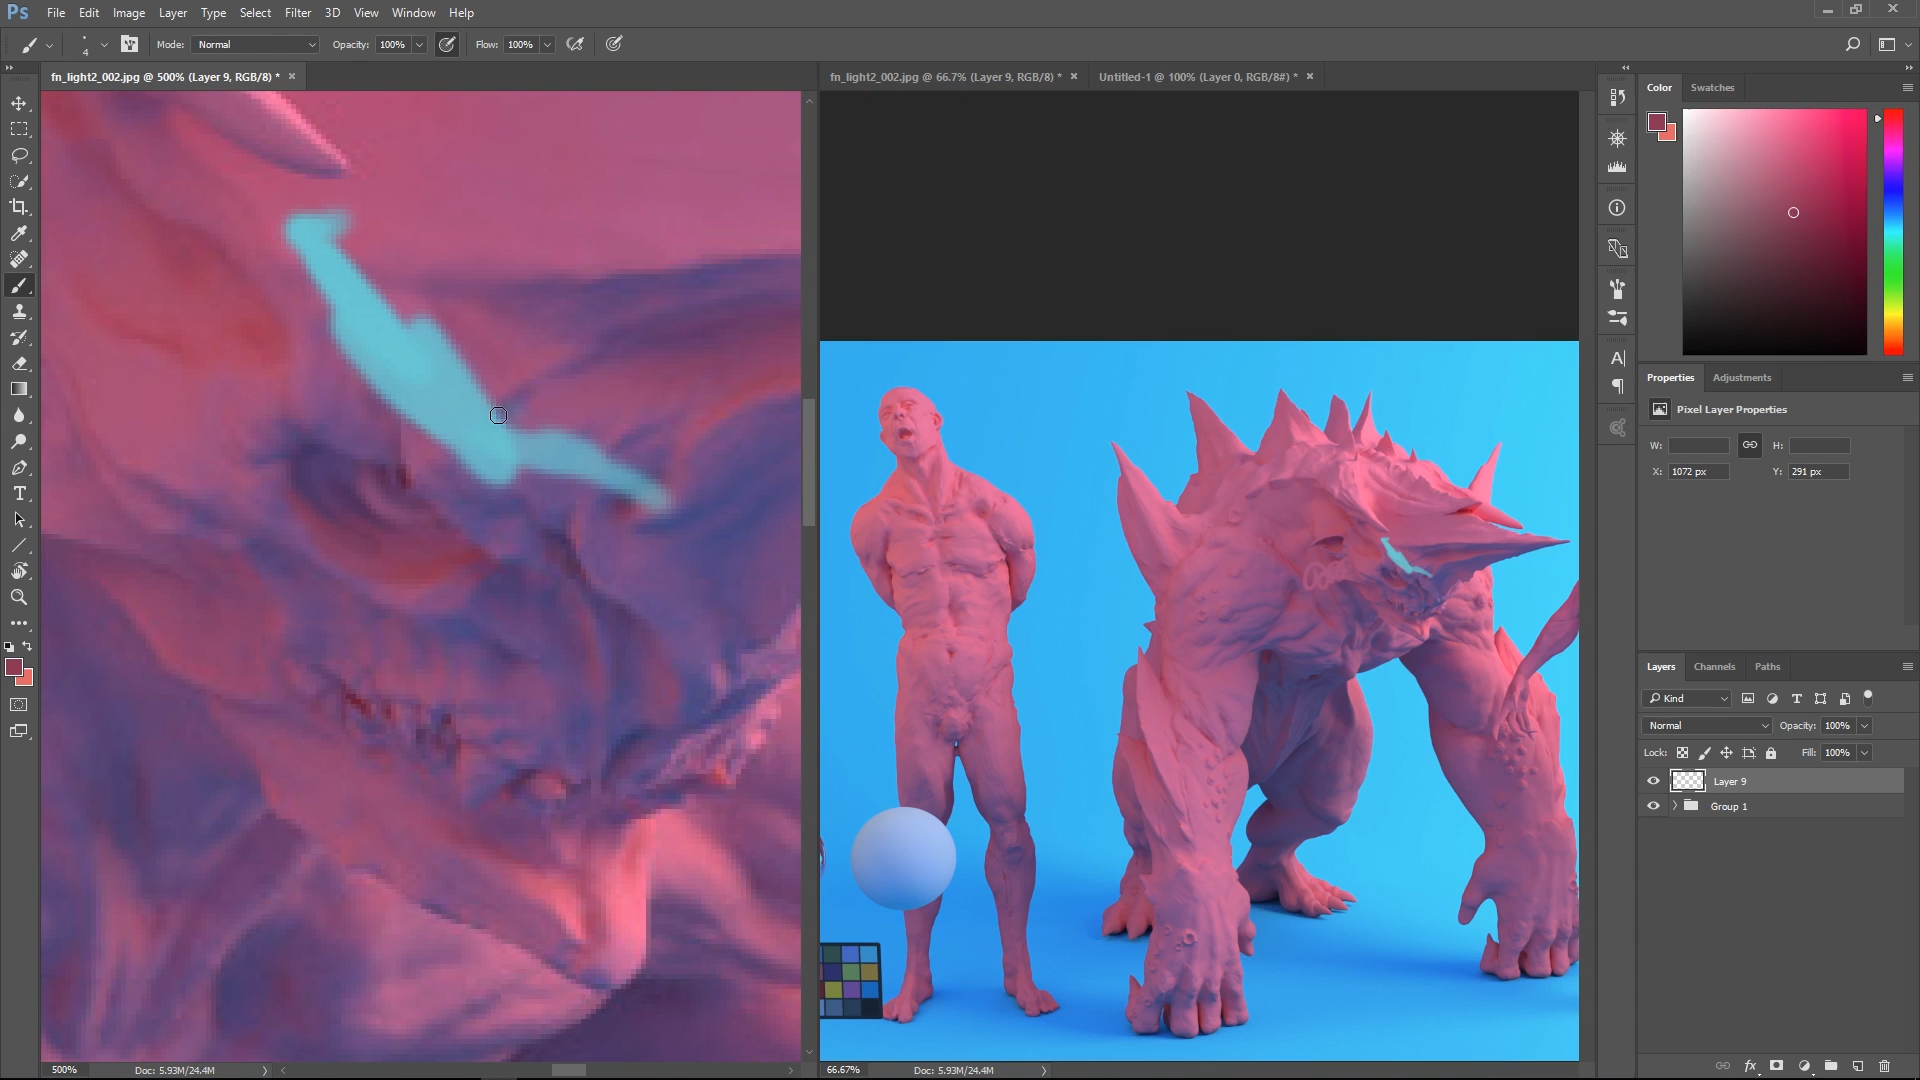 Ps File Edit Image Layer Type Select Filter 3D View Window Help
4 Mode: Normal Opacity: 100% Flow: 100%
fn_light2_002.jpg @ 500% (Layer 9, RGB/8) * ×
fn_light2_002.jpg @ 66.7% (Layer 9, RGB/8) * ×
Untitled-1 @ 100% (Layer 0, RGB/8#) * ×
Color Swatches
Properties Adjustments
Pixel Layer Properties
W: H:
X: 1072 px Y: 291 px
Layers Channels Paths
Kind
Normal Opacity: 100%
Lock: Fill: 100%
Layer 9
Group 1
500% Doc: 5.93M/24.4M
66.67% Doc: 5.93M/24.4M